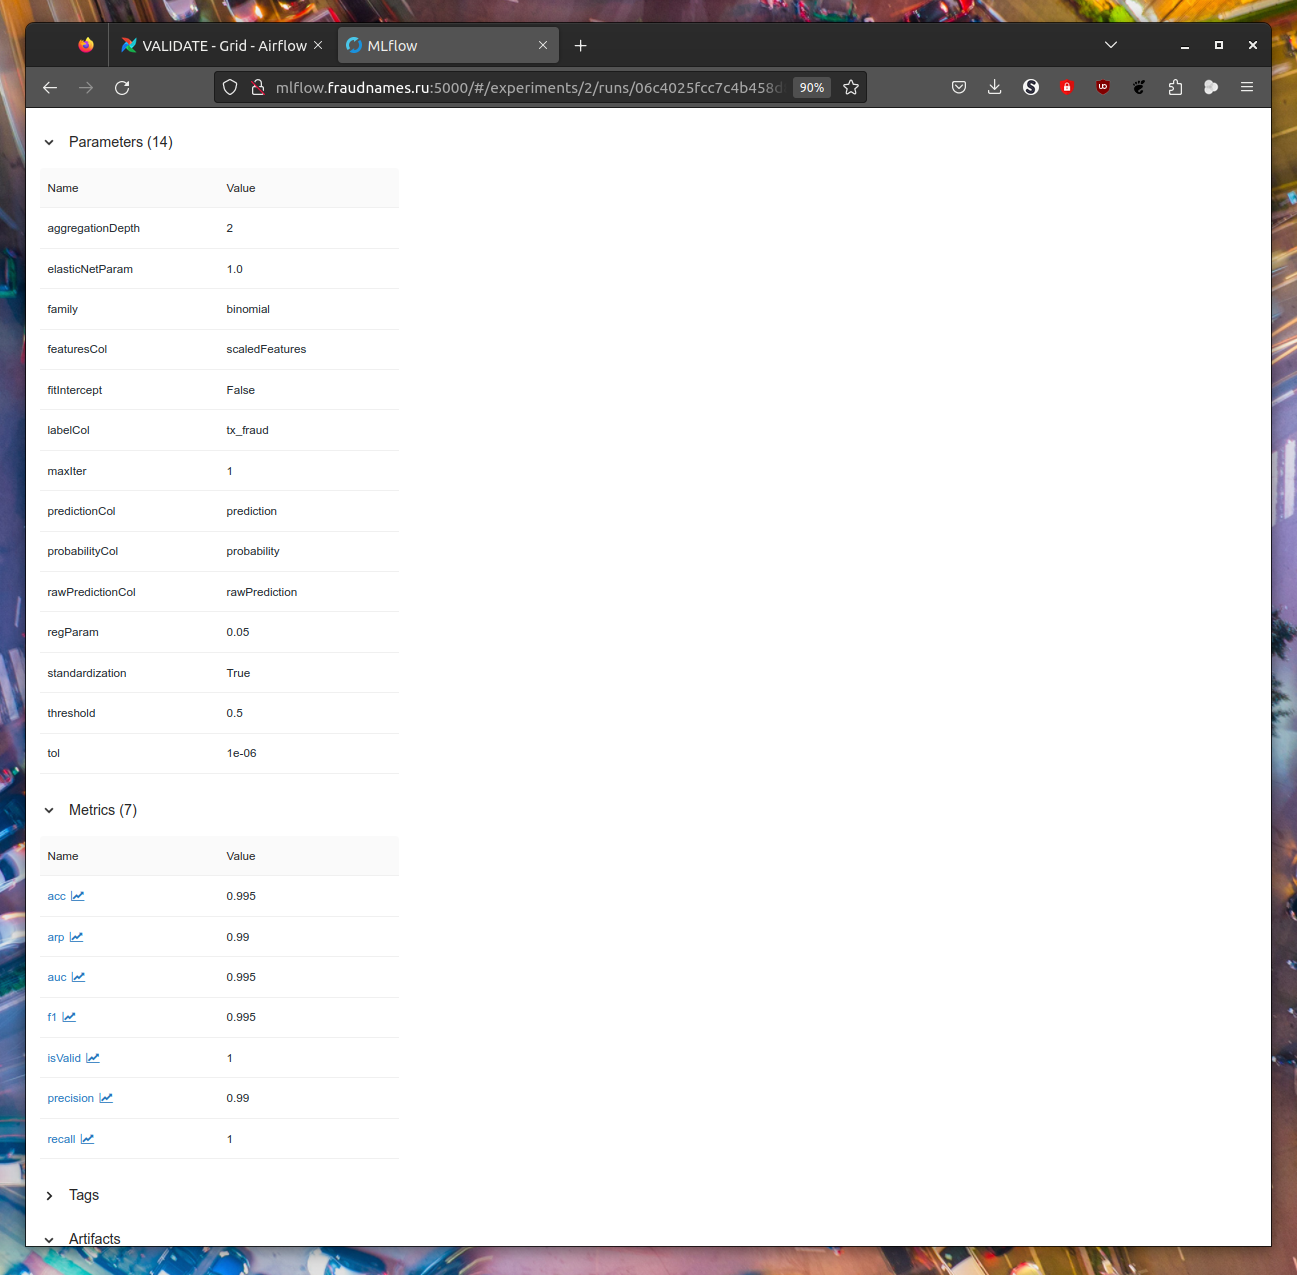 VALIDATE - Grid - Airflow
MLflow
mlflow.fraudnames.ru:5000/#/experiments/2/runs/06c4025fcc7c4b458d
90%
Parameters (14)
Name Value
aggregationDepth 2
elasticNetParam 1.0
family binomial
featuresCol scaledFeatures
fitIntercept False
labelCol tx_fraud
maxIter 1
predictionCol prediction
probabilityCol probability
rawPredictionCol rawPrediction
regParam 0.05
standardization True
threshold 0.5
tol 1e-06
Metrics (7)
Name Value
acc 0.995
arp 0.99
auc 0.995
f1 0.995
isValid 1
precision 0.99
recall 1
Tags
Artifacts